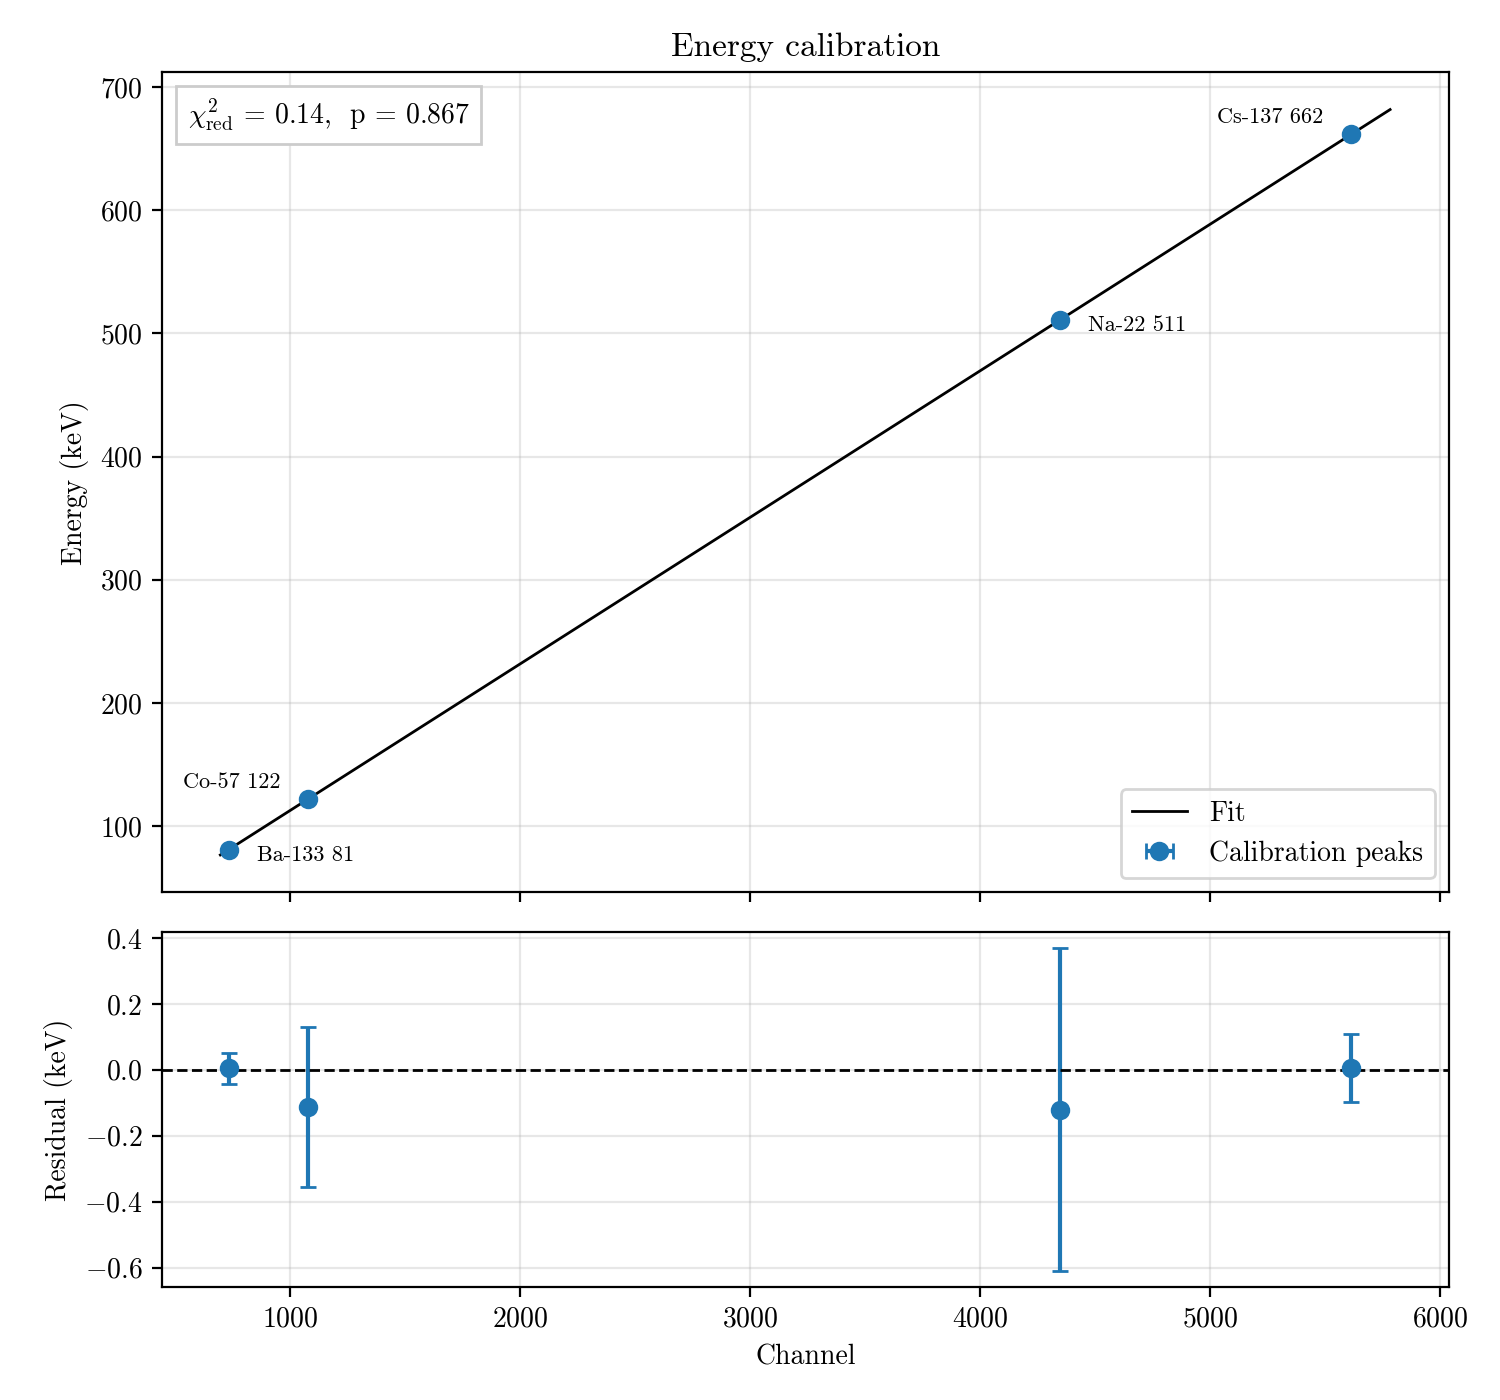 Energy calibration
χ²red = 0.14, p = 0.867
Energy (keV)
700
600
500
400
300
200
100
Cs-137 662
Na-22 511
Co-57 122
Ba-133 81
Fit
Calibration peaks
Residual (keV)
0.4
0.2
0.0
−0.2
−0.4
−0.6
1000 2000 3000 4000 5000 6000
Channel